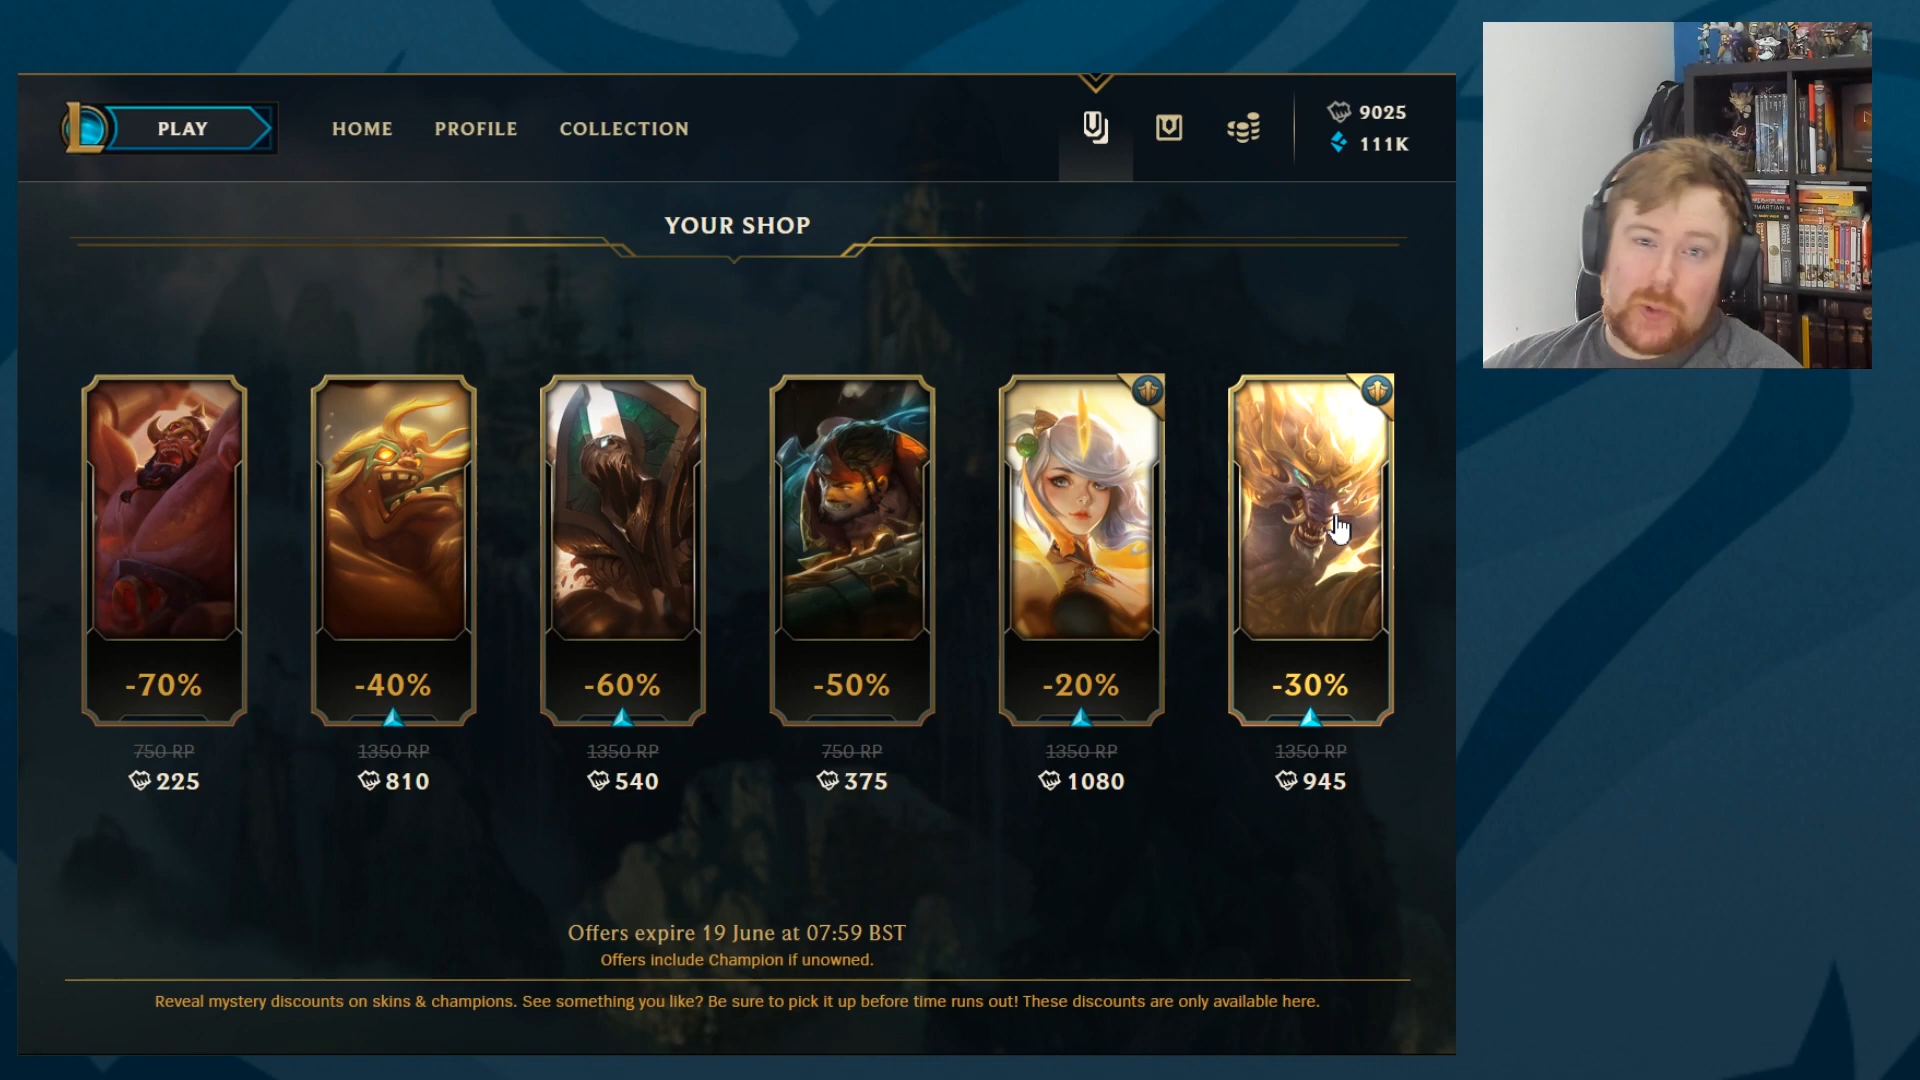 PLAY
HOME
PROFILE
COLLECTION
9025
111K
YOUR SHOP
-70%
-40%
-60%
-50%
-20%
-30%
750 RP
1350 RP
1350 RP
750 RP
1350 RP
1350 RP
225
810
540
375
1080
945
Offers expire 19 June at 07:59 BST
Offers include Champion if unowned.
Reveal mystery discounts on skins & champions. See something you like? Be sure to pick it up before time runs out! These discounts are only available here.